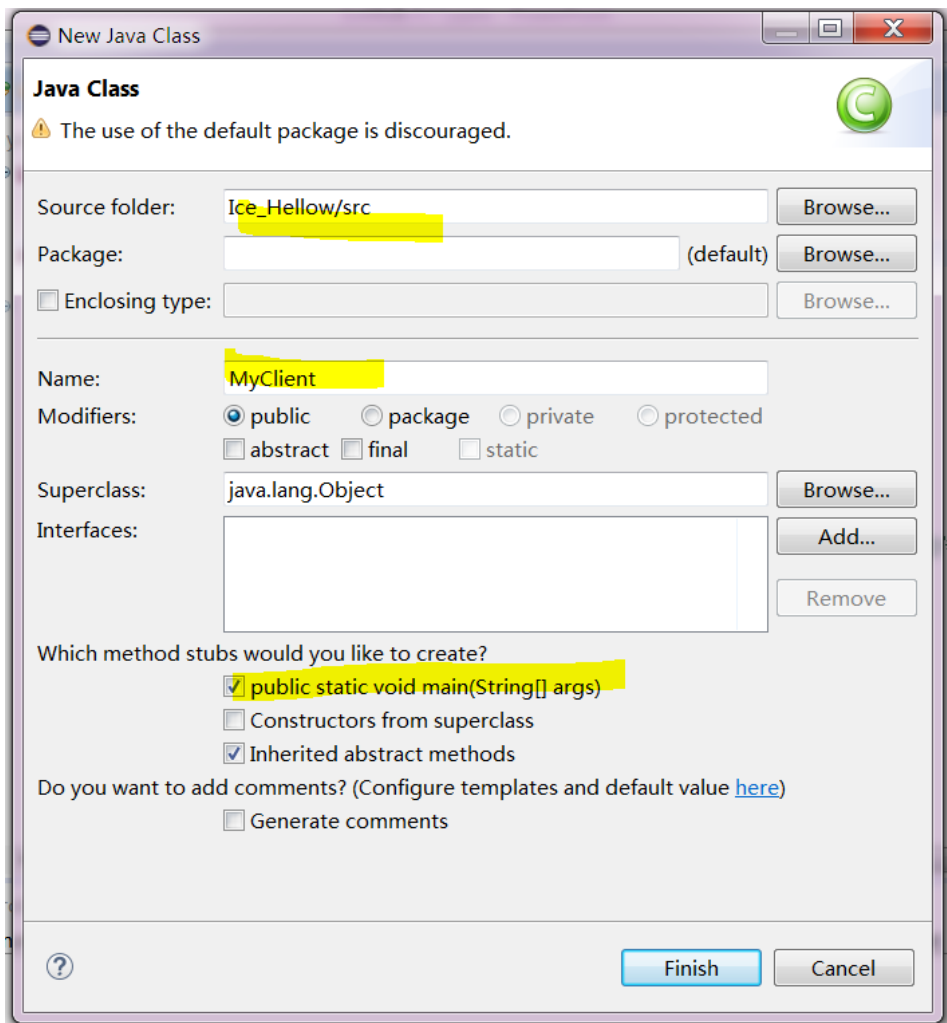 New Java Class
Java Class
The use of the default package is discouraged.
Source folder: Ice_Hellow/src Browse...
Package: (default) Browse...
Enclosing type: Browse...
Name: MyClient
Modifiers: public package private protected
abstract final static
Superclass: java.lang.Object Browse...
Interfaces: Add...
Remove
Which method stubs would you like to create?
public static void main(String[] args)
Constructors from superclass
Inherited abstract methods
Do you want to add comments? (Configure templates and default value here)
Generate comments
? Finish Cancel